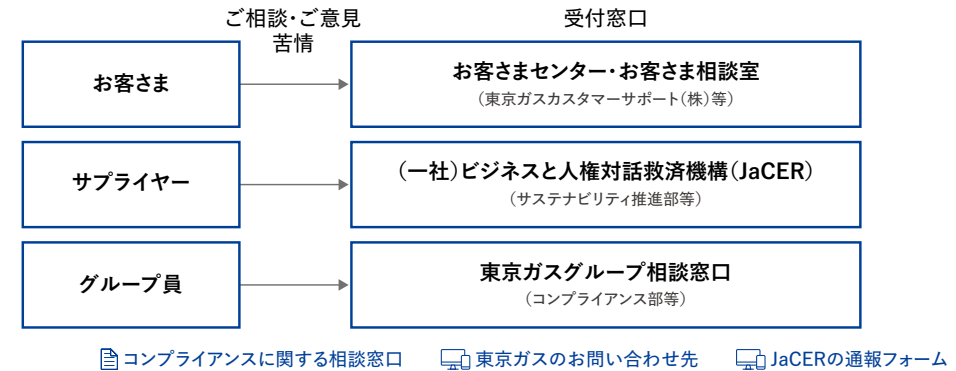 ご相談・ご意見
苦情
受付窓口
お客さま
お客さまセンター・お客さま相談室
（東京ガスカスタマーサポート（株）等）
サプライヤー
（一社）ビジネスと人権対話救済機構（JaCER）
（サステナビリティ推進部等）
グループ員
東京ガスグループ相談窓口
（コンプライアンス部等）
コンプライアンスに関する相談窓口
東京ガスのお問い合わせ先
JaCERの通報フォーム